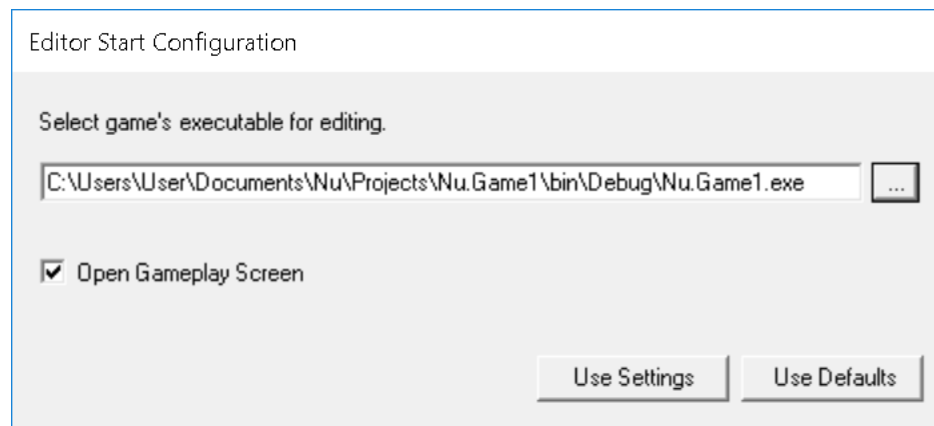 Editor Start Configuration
Select game's executable for editing.
C:\Users\User\Documents\Nu\Projects\Nu.Game1\bin\Debug\Nu.Game1.exe ...
Open Gameplay Screen
Use Settings Use Defaults